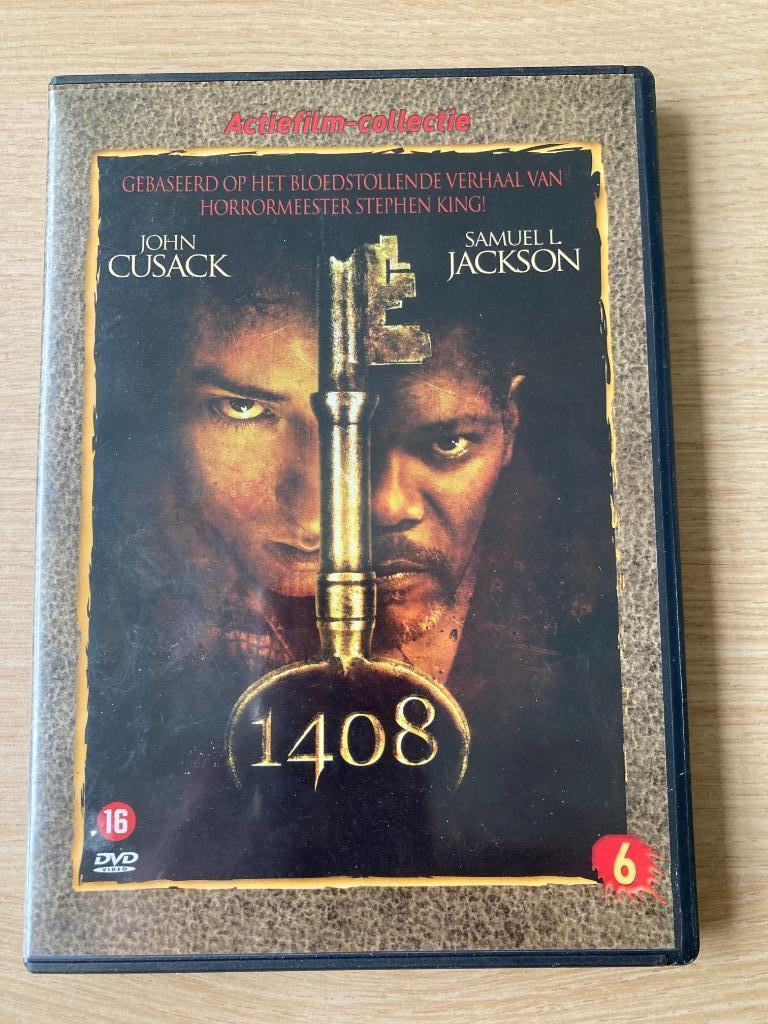 Actiefilm-collectie
GEBASEERD OP HET BLOEDSTOLLENDE VERHAAL VAN
HORRORMEESTER STEPHEN KING!
JOHN
CUSACK
SAMUEL L
JACKSON
1408
16
DVD
VIDEO
6